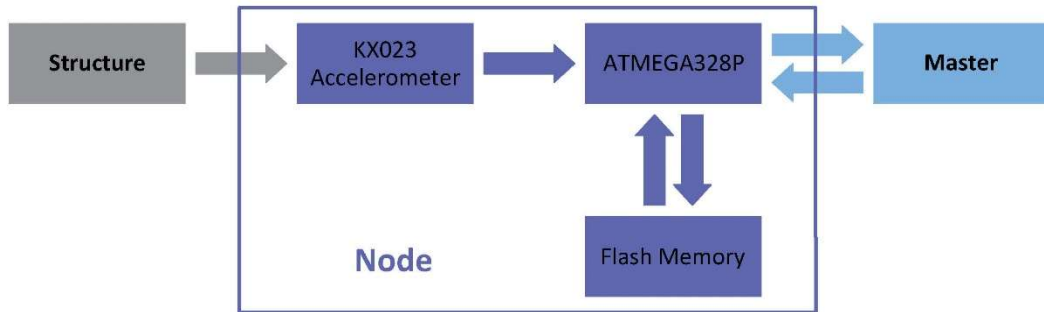 Structure
KX023
Accelerometer
ATMEGA328P
Master
Flash Memory
Node